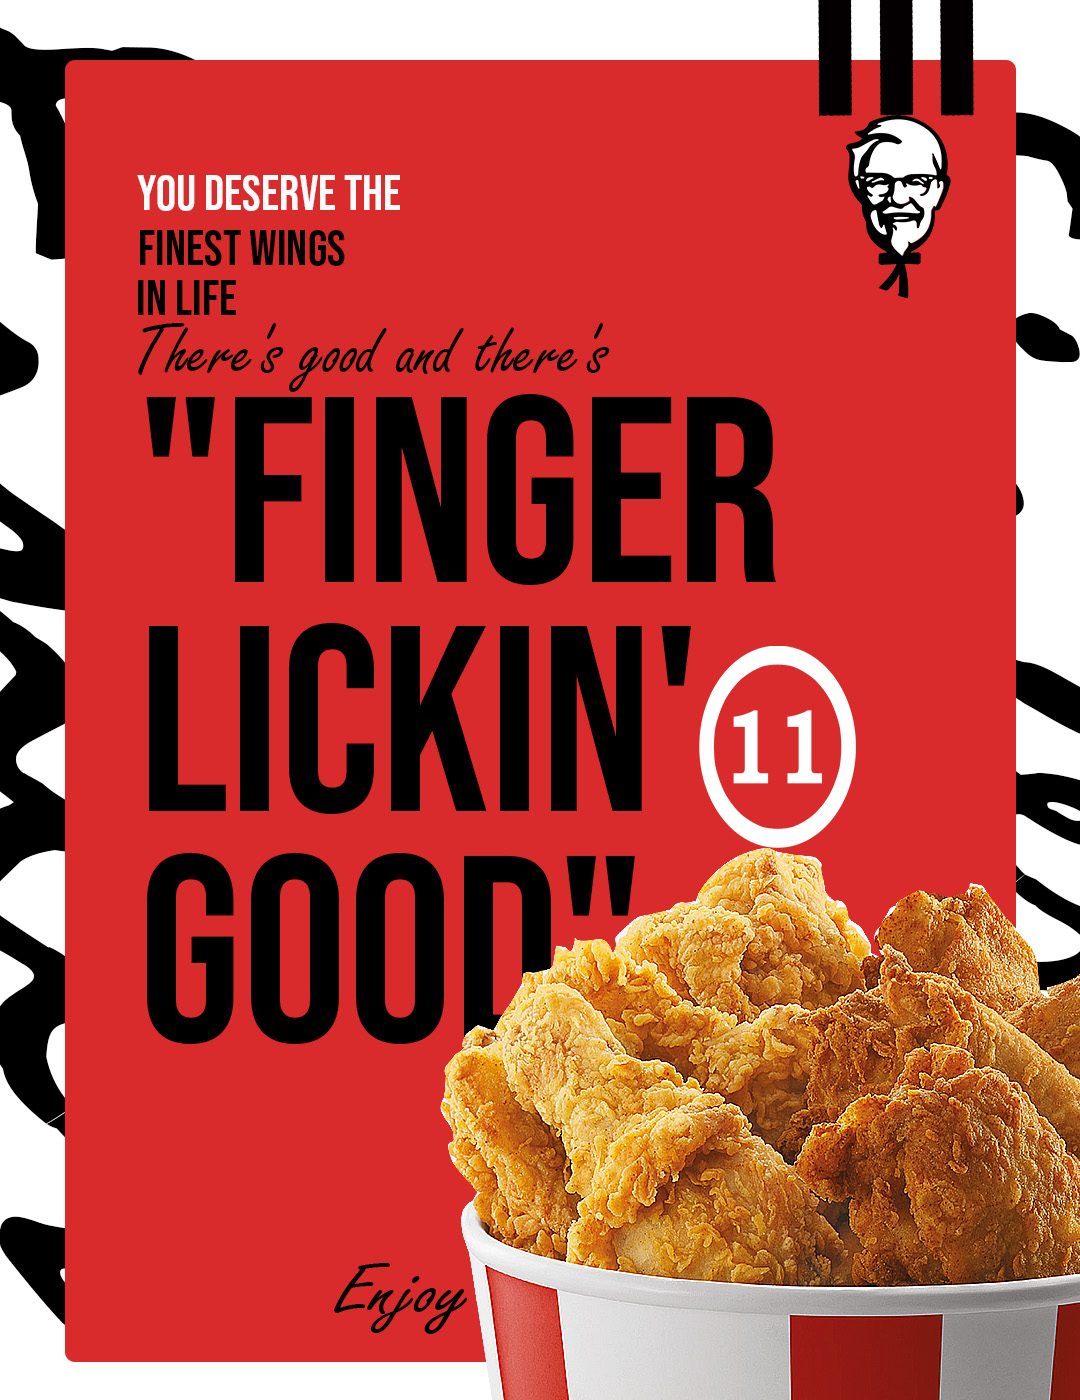 YOU DESERVE THE
FINEST WINGS
IN LIFE
There's good and there's
"FINGER
LICKIN'
11
GOOD"
Enjoy